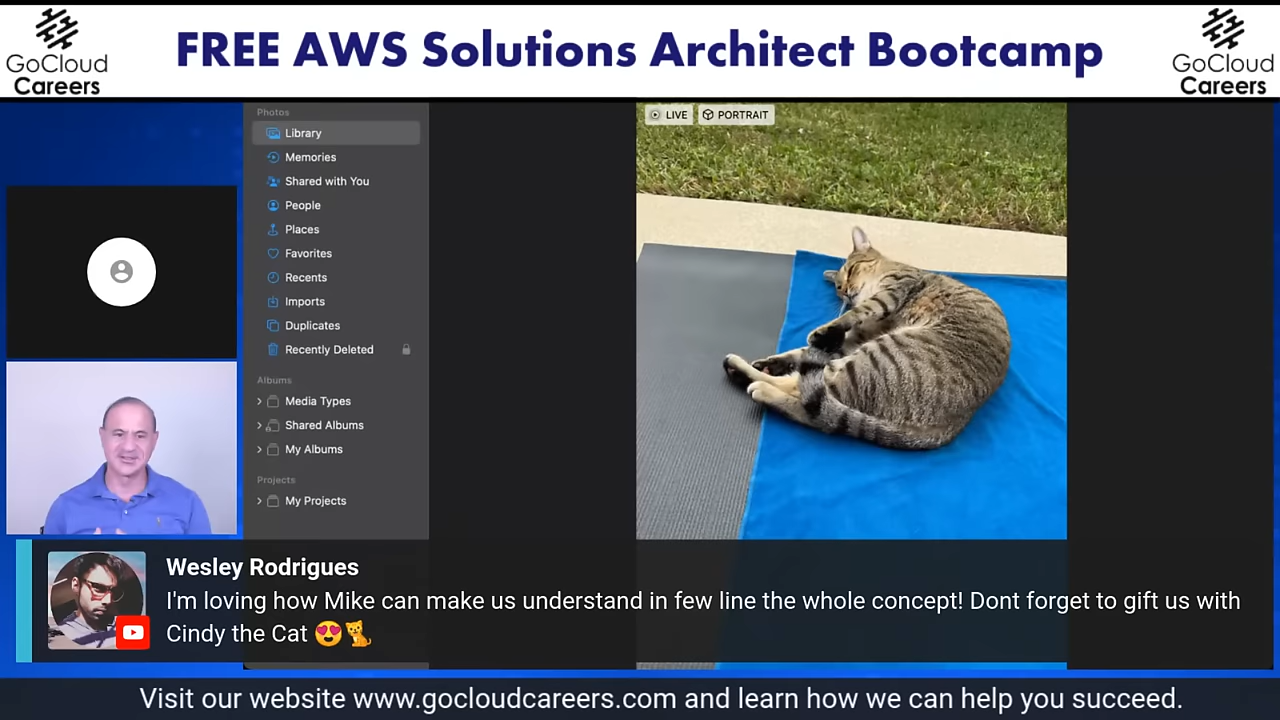 GoCloud
Careers
FREE AWS Solutions Architect Bootcamp
GoCloud
Careers
Photos
Library
Memories
Shared with You
People
Places
Favorites
Recents
Imports
Duplicates
Recently Deleted
Albums
Media Types
Shared Albums
My Albums
Projects
My Projects
LIVE
PORTRAIT
Wesley Rodrigues
I'm loving how Mike can make us understand in few line the whole concept! Dont forget to gift us with
Cindy the Cat 😍🐈
Visit our website www.gocloudcareers.com and learn how we can help you succeed.